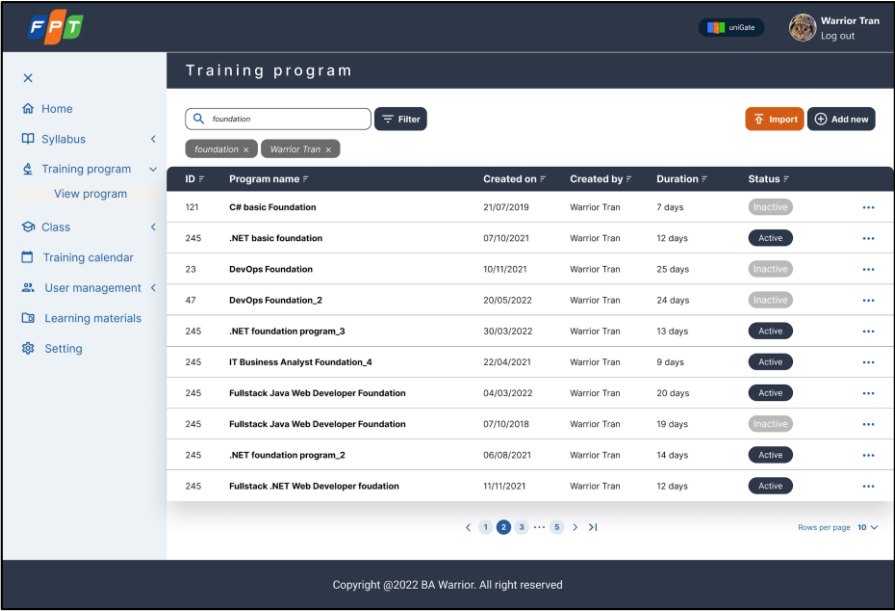 FPT
uniGate
Warrior Tran
Log out
Training program
Home
Syllabus
Training program
View program
Class
Training calendar
User management
Learning materials
Setting
foundation
Filter
Import
Add new
foundation ×
Warrior Tran ×
ID Program name Created on Created by Duration Status
121 C# basic Foundation 21/07/2019 Warrior Tran 7 days Inactive
245 .NET basic foundation 07/10/2021 Warrior Tran 12 days Active
23 DevOps Foundation 10/11/2021 Warrior Tran 25 days Inactive
47 DevOps Foundation_2 20/05/2022 Warrior Tran 24 days Inactive
245 .NET foundation program_3 30/03/2022 Warrior Tran 13 days Active
245 IT Business Analyst Foundation_4 22/04/2021 Warrior Tran 9 days Active
245 Fullstack Java Web Developer Foundation 04/03/2022 Warrior Tran 20 days Active
245 Fullstack Java Web Developer Foundation 07/10/2018 Warrior Tran 19 days Inactive
245 .NET foundation program_2 06/08/2021 Warrior Tran 14 days Active
245 Fullstack .NET Web Developer foudation 11/11/2021 Warrior Tran 12 days Active
1 2 3 ... 5
Rows per page 10
Copyright @2022 BA Warrior. All right reserved